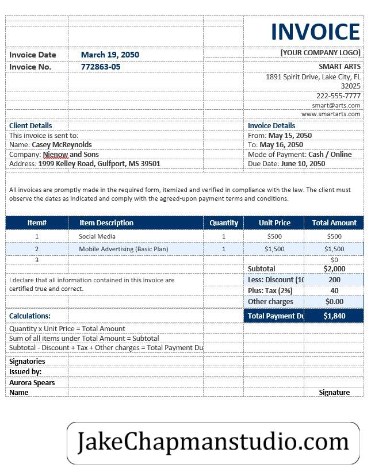 INVOICE
Invoice Date March 19, 2050 [YOUR COMPANY LOGO]
Invoice No. 772863-05 SMART ARTS
1891 Spirit Drive, Lake City, FL
32025
222-555-7777
smart@arts.com
www.smartarts.com
Client Details Invoice Details
This invoice is sent to: From: May 15, 2050
Name: Casey McReynolds To: May 16, 2050
Company: Nienow and Sons Mode of Payment: Cash / Online
Address: 1999 Kelley Road, Gulfport, MS 39501 Due Date: June 10, 2050
All invoices are promptly made in the required form, itemized and verified in compliance with the law. The client must
observe the dates as indicated and comply with the agreed-upon payment terms and conditions.
Item# Item Description Quantity Unit Price Total Amount
1 Social Media 1 $500 $500
2 Mobile Advertising (Basic Plan) 1 $1,500 $1,500
3 $0
Subtotal $2,000
I declare that all information contained in this invoice are Less: Discount (10 200
certified true and correct. Plus: Tax (2%) 40
Other charges $0.00
Calculations: Total Payment Du $1,840
Quantity x Unit Price = Total Amount
Sum of all items under Total Amount = Subtotal
Subtotal - Discount + Tax + Other charges = Total Payment Du
Signatories
Issued by:
Aurora Spears
Name Signature
JakeChapmanstudio.com